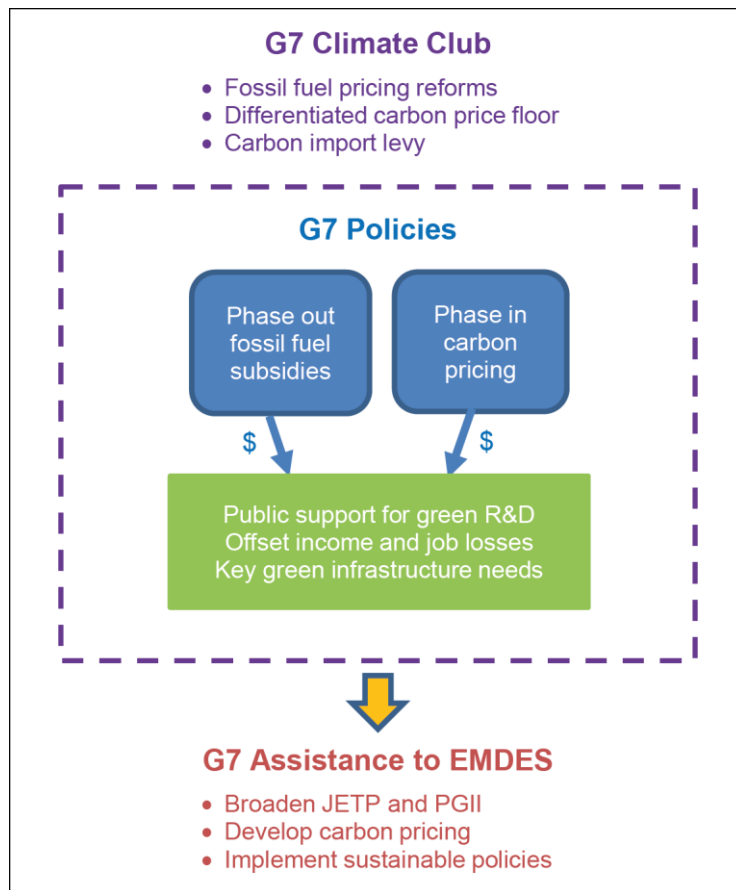 G7 Climate Club
• Fossil fuel pricing reforms
• Differentiated carbon price floor
• Carbon import levy
G7 Policies
Phase out
fossil fuel
subsidies
Phase in
carbon
pricing
$
$
Public support for green R&D
Offset income and job losses
Key green infrastructure needs
G7 Assistance to EMDES
• Broaden JETP and PGII
• Develop carbon pricing
• Implement sustainable policies